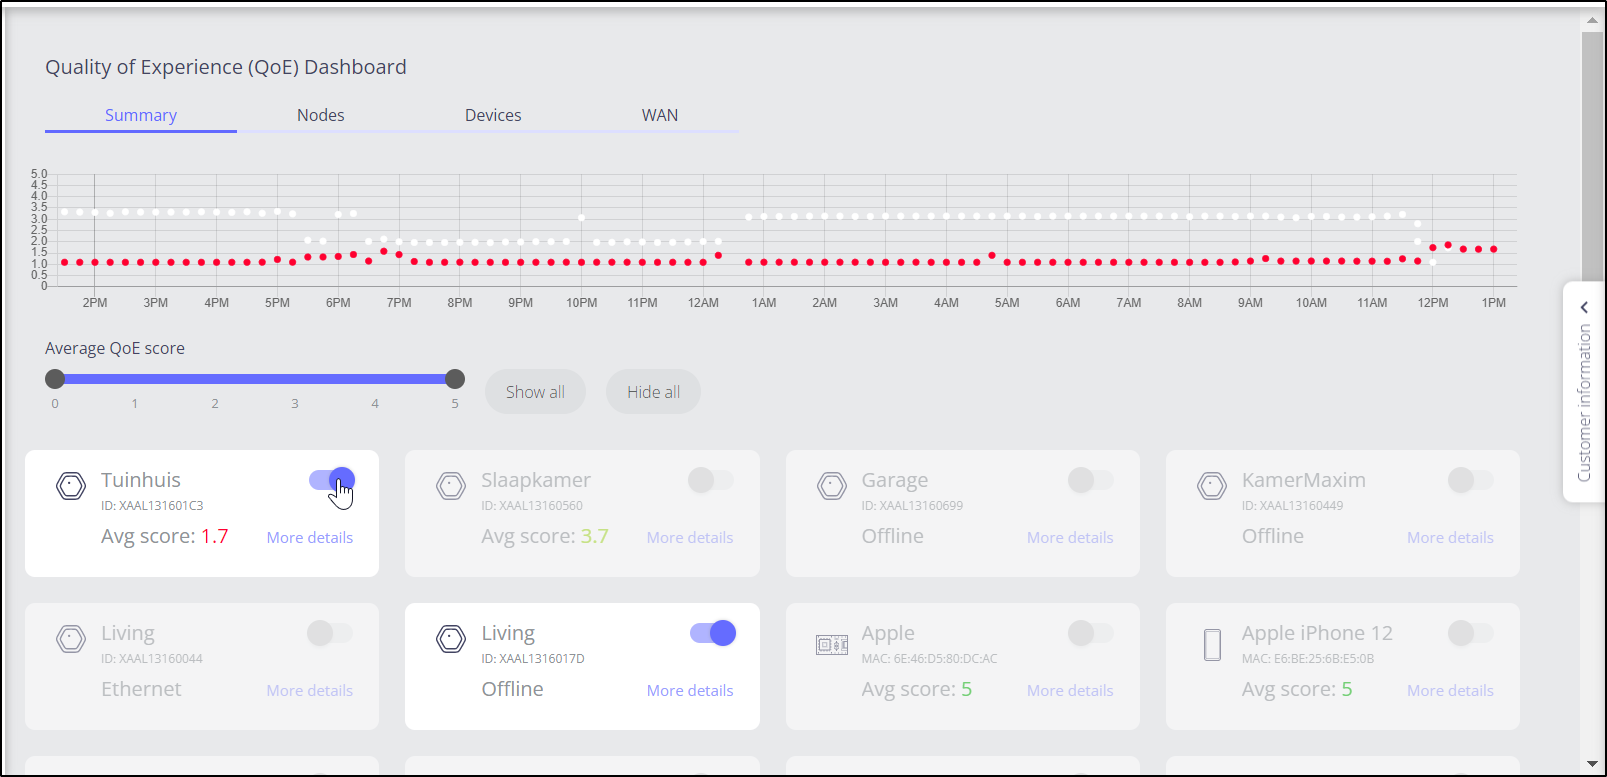 Quality of Experience (QoE) Dashboard
Summary Nodes Devices WAN
5.0
4.5
4.0
3.5
3.0
2.5
2.0
1.5
1.0
0.5
0
2PM 3PM 4PM 5PM 6PM 7PM 8PM 9PM 10PM 11PM 12AM 1AM 2AM 3AM 4AM 5AM 6AM 7AM 8AM 9AM 10AM 11AM 12PM 1PM
Average QoE score
0 1 2 3 4 5
Show all Hide all
Customer information
Tuinhuis
ID: XAAL131601C3
Avg score: 1.7 More details
Slaapkamer
ID: XAAL13160560
Avg score: 3.7 More details
Garage
ID: XAAL13160699
Offline More details
KamerMaxim
ID: XAAL13160449
Offline More details
Living
ID: XAAL13160044
Ethernet More details
Living
ID: XAAL1316017D
Offline More details
Apple
MAC: 6E:46:D5:80:DC:AC
Avg score: 5 More details
Apple iPhone 12
MAC: E6:BE:25:6B:E5:0B
Avg score: 5 More details